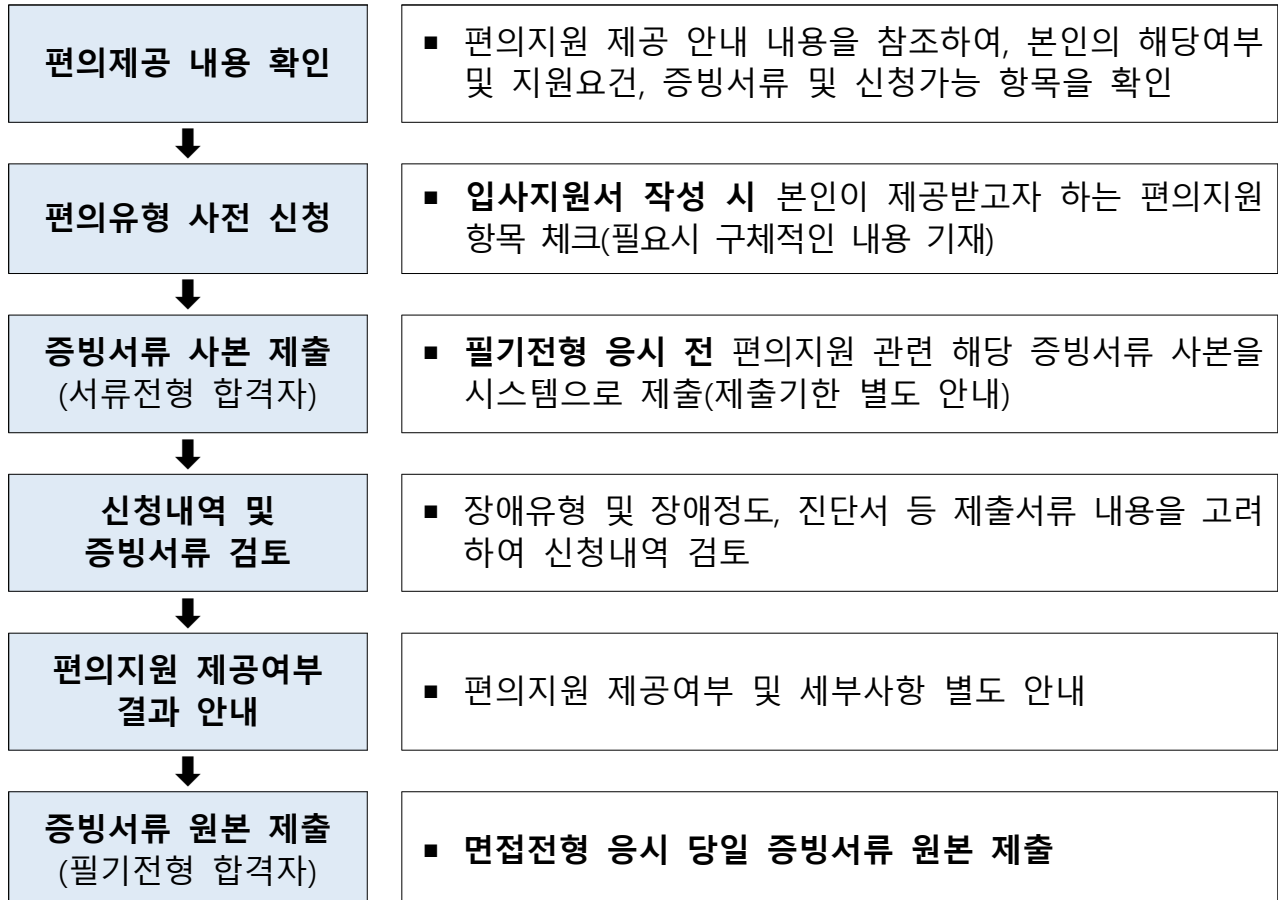 편의제공 내용 확인
▪ 편의지원 제공 안내 내용을 참조하여, 본인의 해당여부
및 지원요건, 증빙서류 및 신청가능 항목을 확인
편의유형 사전 신청
▪ 입사지원서 작성 시 본인이 제공받고자 하는 편의지원
항목 체크(필요시 구체적인 내용 기재)
증빙서류 사본 제출
(서류전형 합격자)
▪ 필기전형 응시 전 편의지원 관련 해당 증빙서류 사본을
시스템으로 제출(제출기한 별도 안내)
신청내역 및
증빙서류 검토
▪ 장애유형 및 장애정도, 진단서 등 제출서류 내용을 고려
하여 신청내역 검토
편의지원 제공여부
결과 안내
▪ 편의지원 제공여부 및 세부사항 별도 안내
증빙서류 원본 제출
(필기전형 합격자)
▪ 면접전형 응시 당일 증빙서류 원본 제출